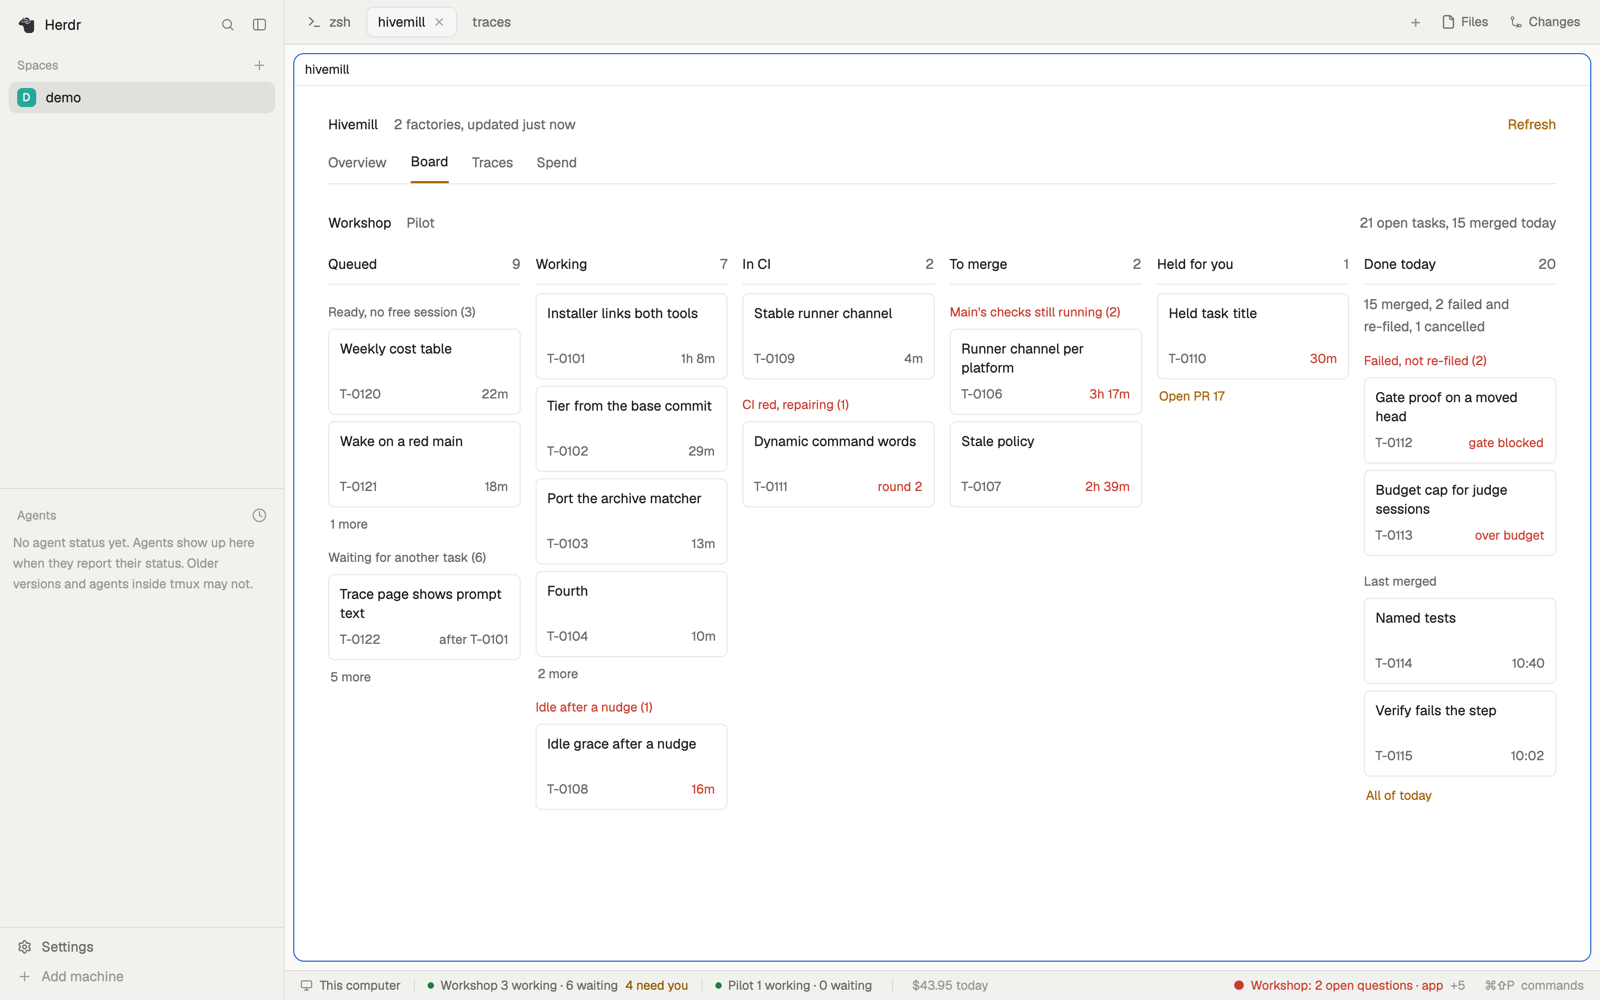 Herdr
Spaces
D demo
Agents
No agent status yet. Agents show up here
when they report their status. Older
versions and agents inside tmux may not.
Settings
Add machine
zsh
hivemill
traces
Files
Changes
hivemill
Hivemill 2 factories, updated just now
Refresh
Overview Board Traces Spend
Workshop Pilot
21 open tasks, 15 merged today
Queued 9
Ready, no free session (3)
Weekly cost table
T-0120 22m
Wake on a red main
T-0121 18m
1 more
Waiting for another task (6)
Trace page shows prompt
text
T-0122 after T-0101
5 more
Working 7
Installer links both tools
T-0101 1h 8m
Tier from the base commit
T-0102 29m
Port the archive matcher
T-0103 13m
Fourth
T-0104 10m
2 more
Idle after a nudge (1)
Idle grace after a nudge
T-0108 16m
In CI 2
Stable runner channel
T-0109 4m
CI red, repairing (1)
Dynamic command words
T-0111 round 2
To merge 2
Main's checks still running (2)
Runner channel per
platform
T-0106 3h 17m
Stale policy
T-0107 2h 39m
Held for you 1
Held task title
T-0110 30m
Open PR 17
Done today 20
15 merged, 2 failed and
re-filed, 1 cancelled
Failed, not re-filed (2)
Gate proof on a moved
head
T-0112 gate blocked
Budget cap for judge
sessions
T-0113 over budget
Last merged
Named tests
T-0114 10:40
Verify fails the step
T-0115 10:02
All of today
This computer
Workshop 3 working · 6 waiting 4 need you
Pilot 1 working · 0 waiting
$43.95 today
Workshop: 2 open questions · app +5
⌘⇧P commands